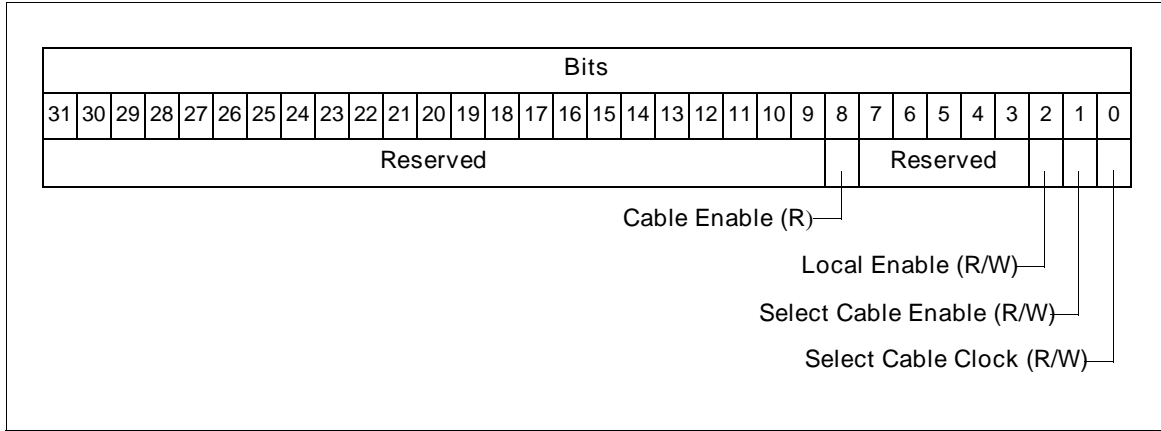 Bits
31 30 29 28 27 26 25 24 23 22 21 20 19 18 17 16 15 14 13 12 11 10 9 8 7 6 5 4 3 2 1 0
Reserved Reserved
Cable Enable (R)
Local Enable (R/W)
Select Cable Enable (R/W)
Select Cable Clock (R/W)